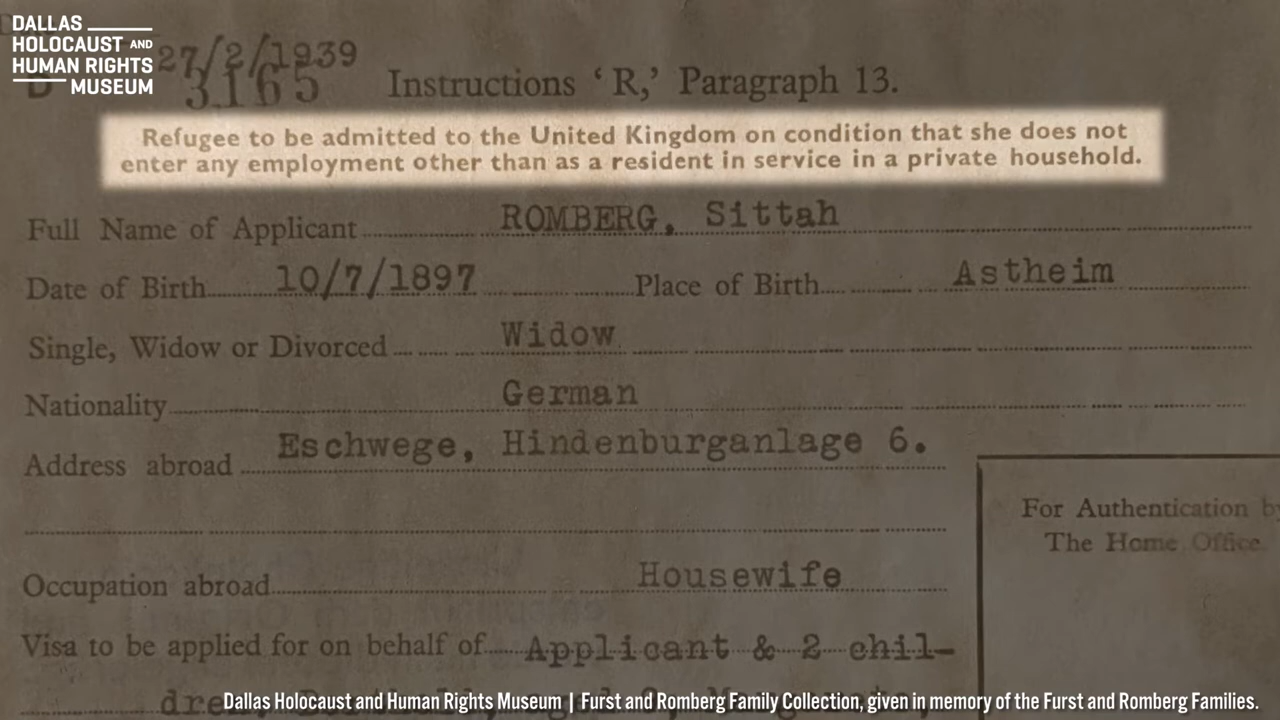 DALLAS
HOLOCAUST AND
HUMAN RIGHTS
MUSEUM
27/2/1939
3165 Instructions ‘R,’ Paragraph 13.
Refugee to be admitted to the United Kingdom on condition that she does not
enter any employment other than as a resident in service in a private household.
Full Name of Applicant ROMBERG, Sittah
Date of Birth 10/7/1897 Place of Birth Astheim
Single, Widow or Divorced Widow
Nationality German
Address abroad Eschwege, Hindenburganlage 6.
For Authentication by
The Home Office.
Occupation abroad Housewife
Visa to be applied for on behalf of Applicant & 2 chil-
Dallas Holocaust and Human Rights Museum | Furst and Romberg Family Collection, given in memory of the Furst and Romberg Families.